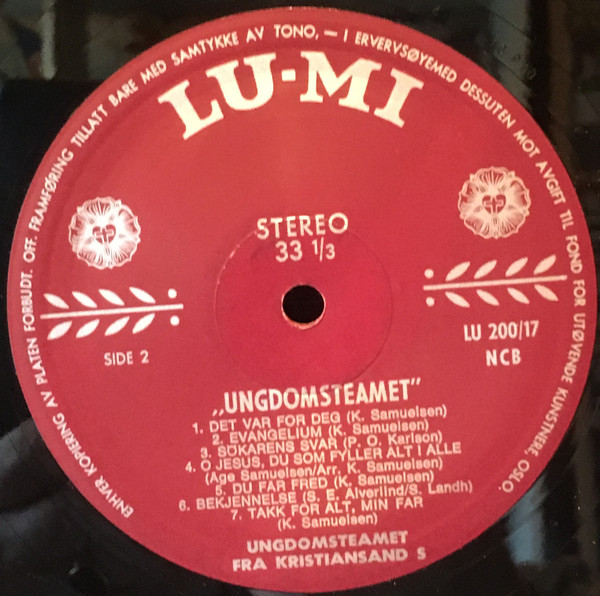 ENHVER KOPIERING AV PLATEN FORBUDT. OFF. FRAMFØRING TILLATT BARE MED SAMTYKKE AV TONO, — I ERVERVSØYEMED DESSUTEN MOT AVGIFT TIL FOND FOR UTØVENDE KUNSTNERE, OSLO.
LU-MI
STEREO
33 1/3
SIDE 2
LU 200/17
NCB
„UNGDOMSTEAMET"
1. DET VAR FOR DEG (K. Samuelsen)
2. EVANGELIUM (K. Samuelsen)
3. SÖKARENS SVAR (P. O. Karlson)
4. O JESUS, DU SOM FYLLER ALT I ALLE
(Age Samuelsen/Arr. K. Samuelsen)
5. DU FAR FRED (K. Samuelsen)
6. BEKJENNELSE (S. E. Alverlind/S. Landh)
7. TAKK FOR ALT, MIN FAR
(K. Samuelsen)
UNGDOMSTEAMET
FRA KRISTIANSAND S